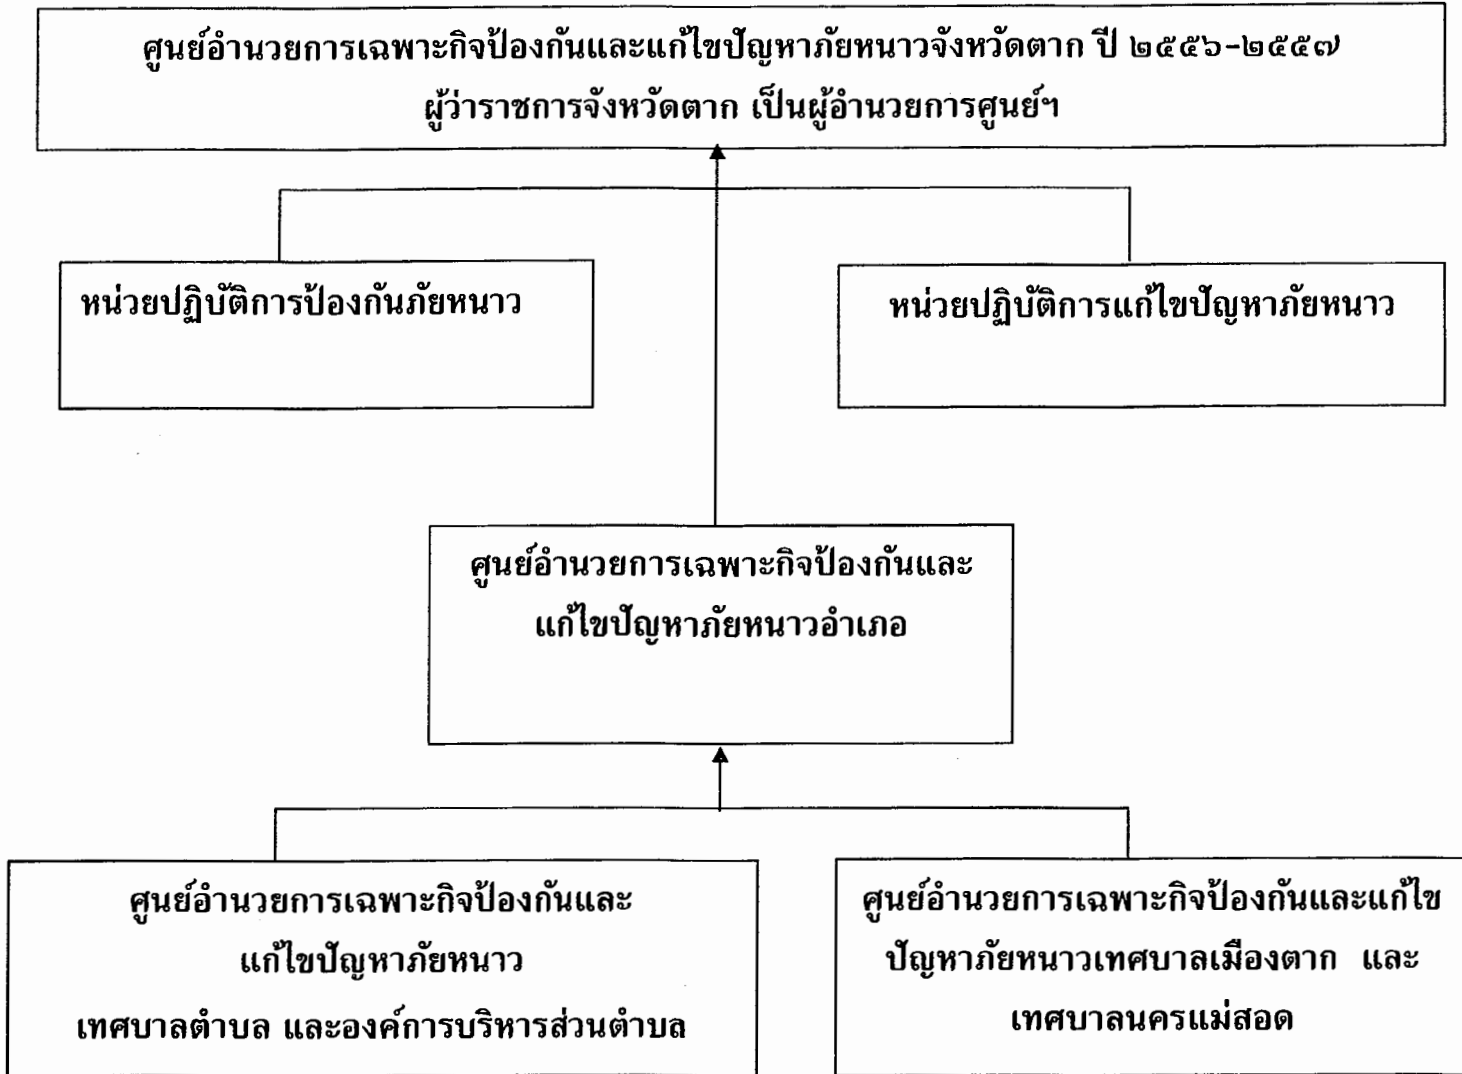 ศูนย์อำนวยการเฉพาะกิจป้องกันและแก้ไขปัญหาภัยหนาวจังหวัดตาก ปี ๒๕๕๖-๒๕๕๗
ผู้ว่าราชการจังหวัดตาก เป็นผู้อำนวยการศูนย์ฯ
หน่วยปฏิบัติการป้องกันภัยหนาว
หน่วยปฏิบัติการแก้ไขปัญหาภัยหนาว
ศูนย์อำนวยการเฉพาะกิจป้องกันและ
แก้ไขปัญหาภัยหนาวอำเภอ
ศูนย์อำนวยการเฉพาะกิจป้องกันและ
แก้ไขปัญหาภัยหนาว
เทศบาลตำบล และองค์การบริหารส่วนตำบล
ศูนย์อำนวยการเฉพาะกิจป้องกันและแก้ไข
ปัญหาภัยหนาวเทศบาลเมืองตาก และ
เทศบาลนครแม่สอด